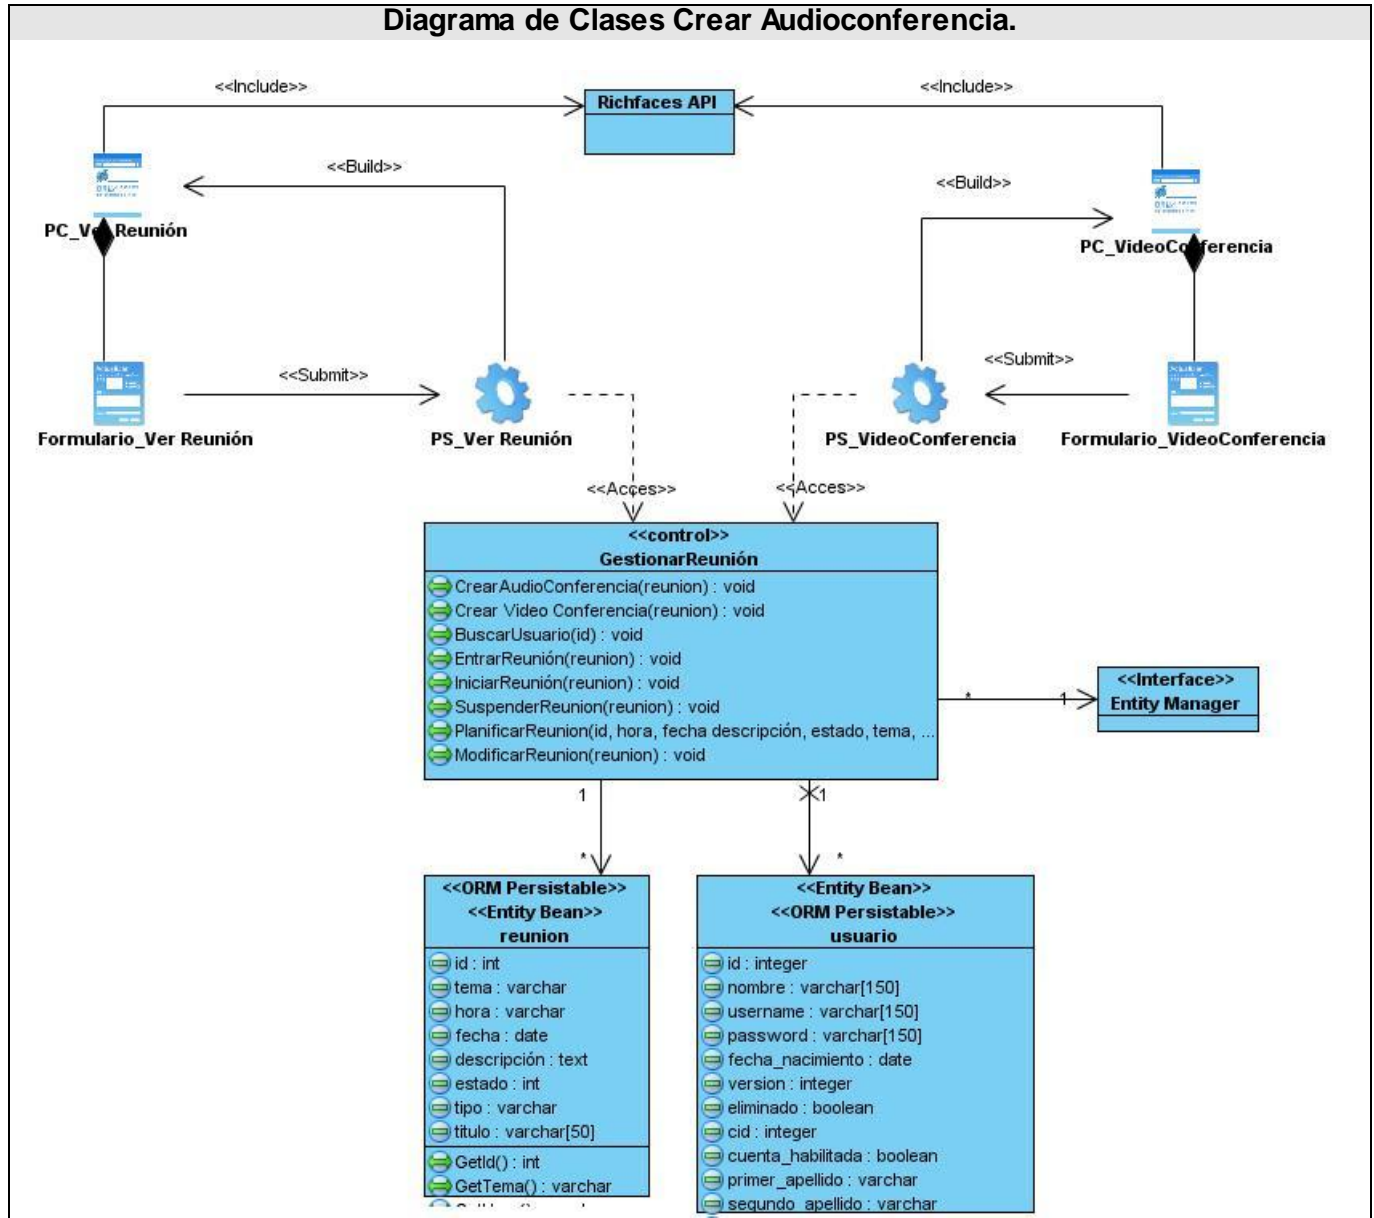 Diagrama de Clases Crear Audioconferencia.
<<Include>>
<<Include>>
Richfaces API
<<Build>>
<<Build>>
PC_Ver Reunión
PC_VideoConferencia
<<Submit>>
<<Submit>>
Formulario_Ver Reunión
PS_Ver Reunión
PS_VideoConferencia
Formulario_VideoConferencia
<<Acces>>
<<Acces>>
<<control>>
GestionarReunión
CrearAudioConferencia(reunion) : void
Crear Video Conferencia(reunion) : void
BuscarUsuario(id) : void
EntrarReunión(reunion) : void
IniciarReunión(reunion) : void
SuspenderReunion(reunion) : void
PlanificarReunion(id, hora, fecha descripción, estado, tema, ...
ModificarReunion(reunion) : void
* 1
<<Interface>>
Entity Manager
1
1
*
*
<<ORM Persistable>>
<<Entity Bean>>
reunion
id : int
tema : varchar
hora : varchar
fecha : date
descripción : text
estado : int
tipo : varchar
titulo : varchar[50]
GetId() : int
GetTema() : varchar
<<Entity Bean>>
<<ORM Persistable>>
usuario
id : integer
nombre : varchar[150]
username : varchar[150]
password : varchar[150]
fecha_nacimiento : date
version : integer
eliminado : boolean
cid : integer
cuenta_habilitada : boolean
primer_apellido : varchar
segundo_apellido : varchar